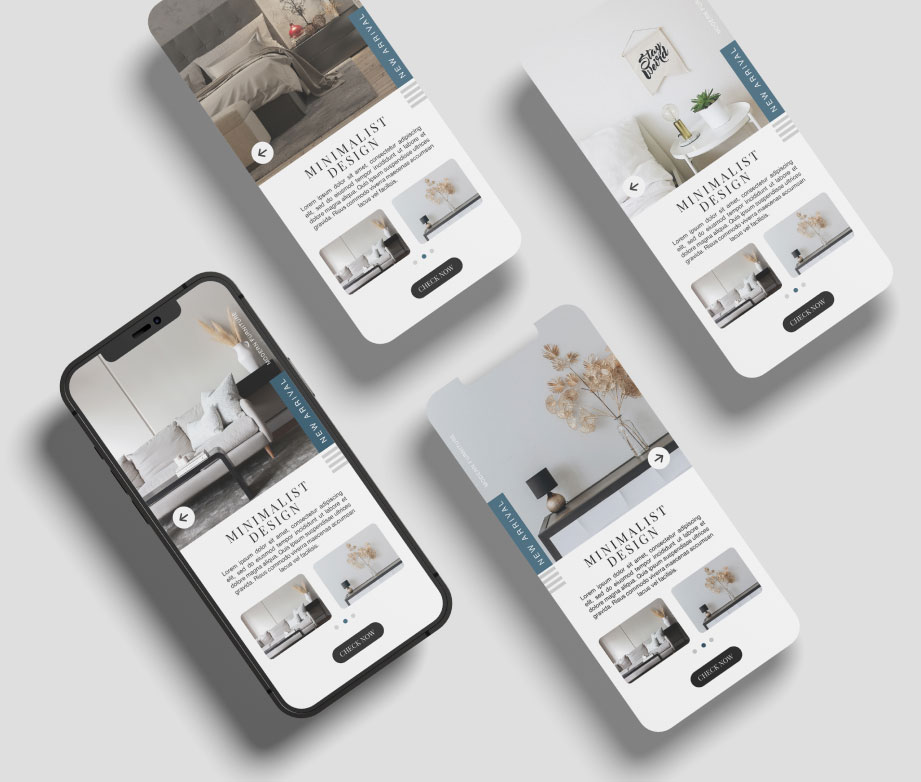 NEW ARRIVAL
MINIMALIST
DESIGN
Lorem ipsum dolor sit amet, consectetur adipiscing
elit, sed do eiusmod tempor incididunt ut labore et
dolore magna aliqua. Quis ipsum suspendisse ultrices
gravida. Risus commodo viverra maecenas accumsan
lacus vel facilisis.
CHECK NOW
Stay
NEW ARRIVAL
MINIMALIST
DESIGN
Lorem ipsum dolor sit amet, consectetur adipiscing
elit, sed do eiusmod tempor incididunt ut labore et
dolore magna aliqua. Quis ipsum suspendisse ultrices
gravida. Risus commodo viverra maecenas accumsan
lacus vel facilisis.
CHECK NOW
MODERN FURNITURE
NEW ARRIVAL
MINIMALIST
DESIGN
Lorem ipsum dolor sit amet, consectetur adipiscing
elit, sed do eiusmod tempor incididunt ut labore et
dolore magna aliqua. Quis ipsum suspendisse ultrices
gravida. Risus commodo viverra maecenas accumsan
lacus vel facilisis.
CHECK NOW
MODERN FURNITURE
NEW ARRIVAL
MINIMALIST
DESIGN
Lorem ipsum dolor sit amet, consectetur adipiscing
elit, sed do eiusmod tempor incididunt ut labore et
dolore magna aliqua. Quis ipsum suspendisse ultrices
gravida. Risus commodo viverra maecenas accumsan
lacus vel facilisis.
CHECK NOW